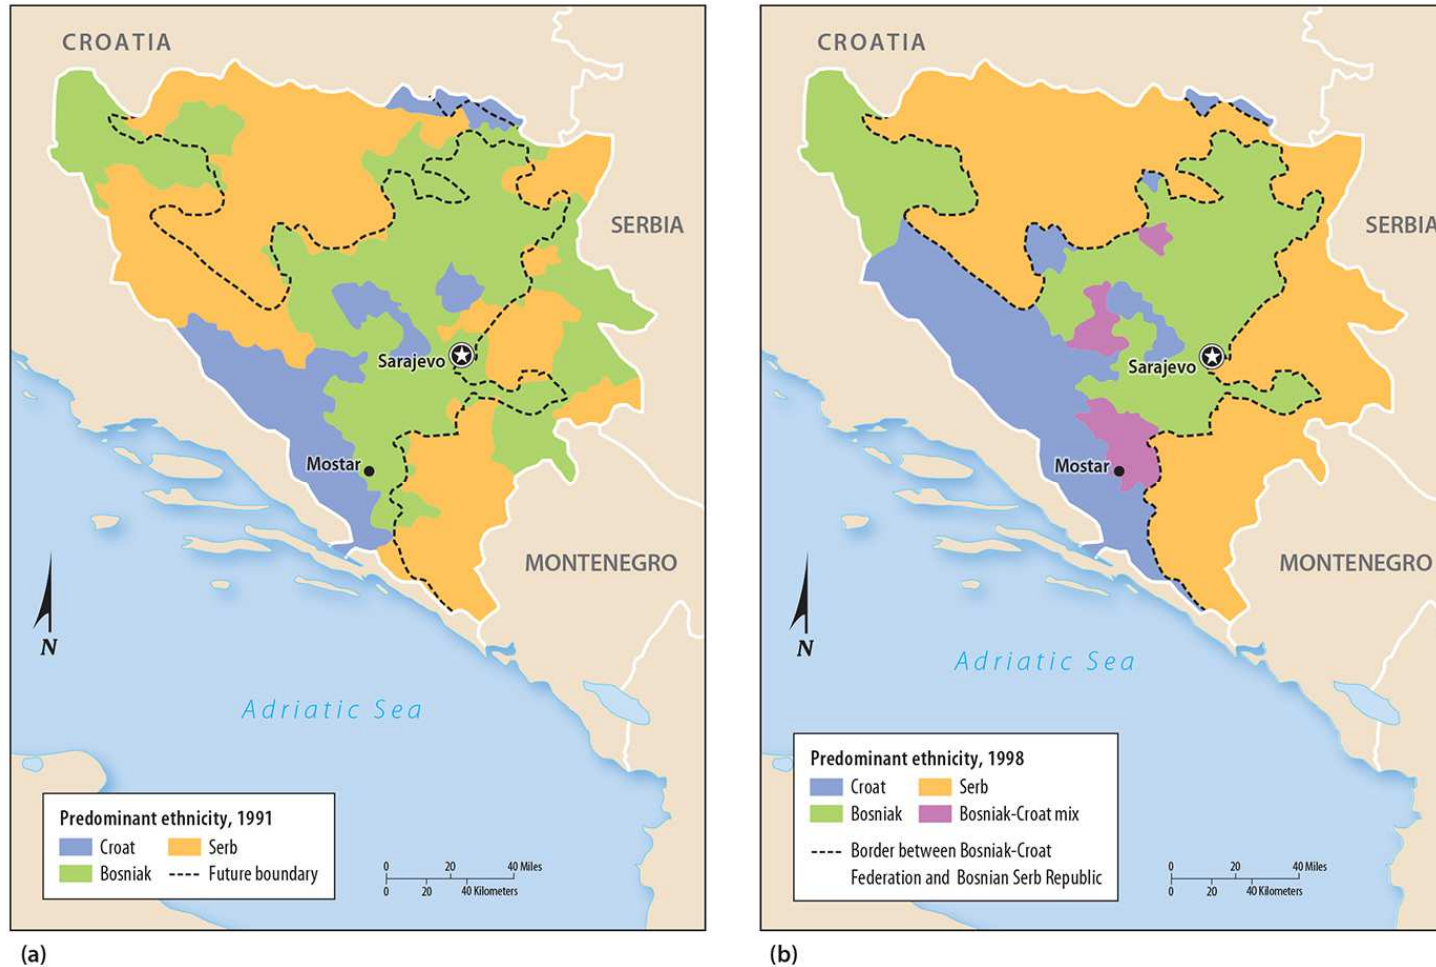 CROATIA
SERBIA
Sarajevo
Mostar
MONTENEGRO
N
Adriatic Sea
Predominant ethnicity, 1991
Croat
Serb
Bosniak
Future boundary
0 20 40 Miles
0 20 40 Kilometers
(a)
CROATIA
SERBIA
Sarajevo
Mostar
MONTENEGRO
N
Adriatic Sea
Predominant ethnicity, 1998
Croat
Serb
Bosniak
Bosniak-Croat mix
Border between Bosniak-Croat
Federation and Bosnian Serb Republic
0 20 40 Miles
0 20 40 Kilometers
(b)